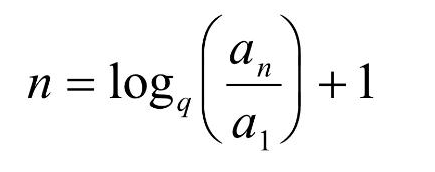 n = log_q (a_n / a_1) + 1